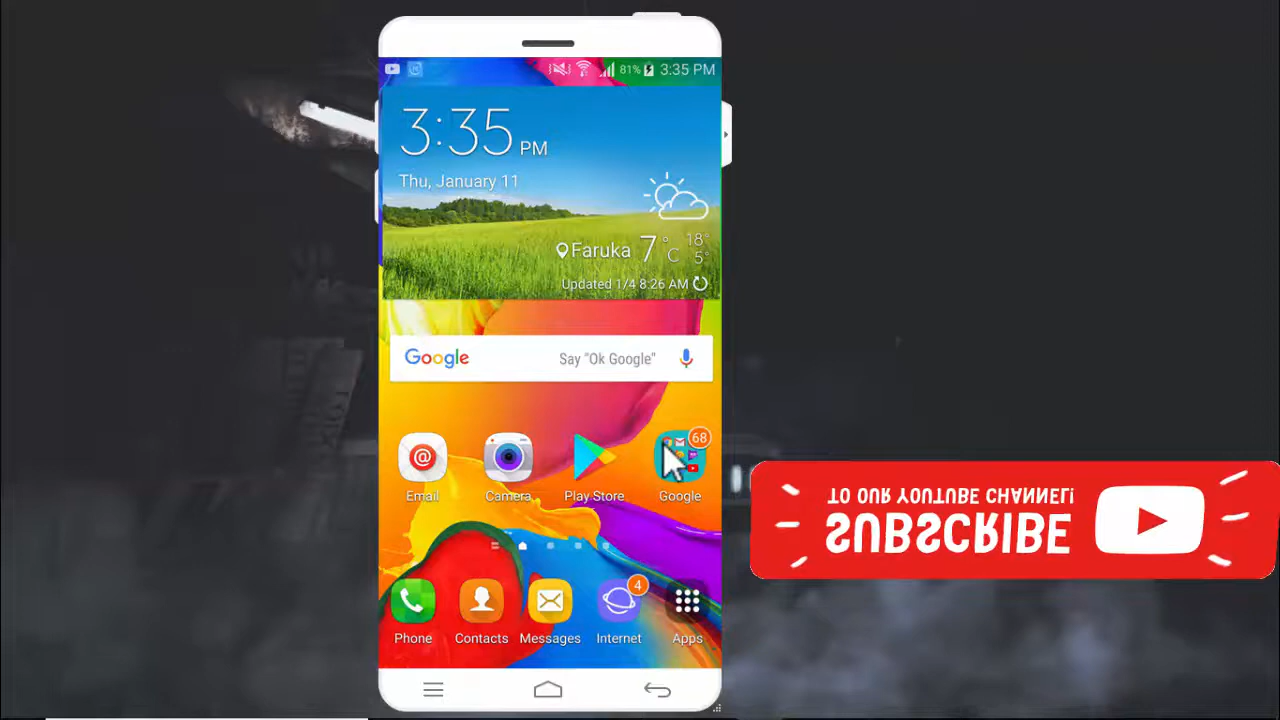 81% 3:35 PM
3:35 PM
Thu, January 11
Faruka 7°C 18° 5°
Updated 1/4 8:26 AM
Google Say "Ok Google"
68
Email Camera Play Store Google
4
Phone Contacts Messages Internet Apps
SUBSCRIBE
TO OUR YOUTUBE CHANNEL!